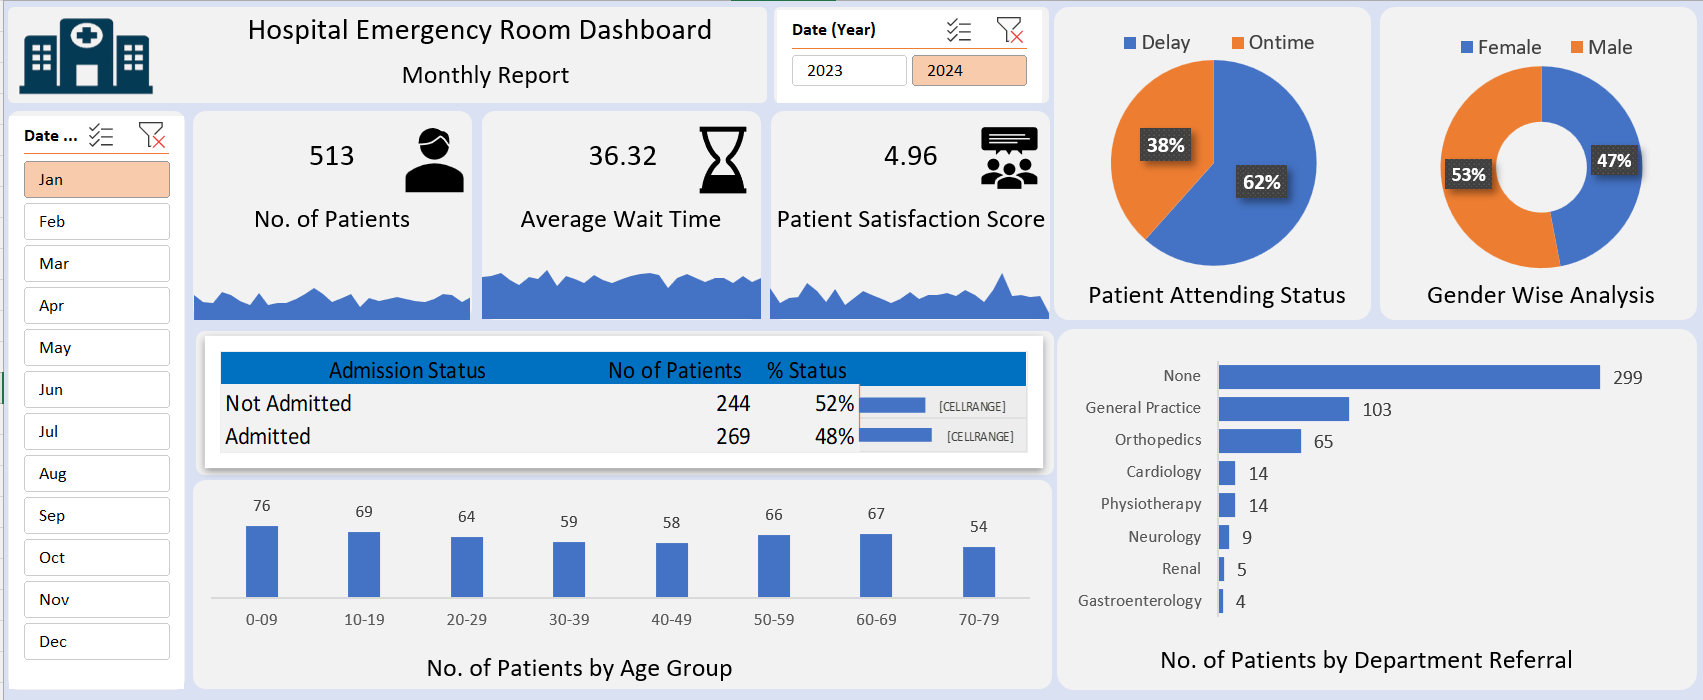 Hospital Emergency Room Dashboard
Monthly Report
Date (Year)
2023
2024
Date ...
Jan
Feb
Mar
Apr
May
Jun
Jul
Aug
Sep
Oct
Nov
Dec
513
No. of Patients
36.32
Average Wait Time
4.96
Patient Satisfaction Score
Delay Ontime
38%
62%
Patient Attending Status
Female Male
47%
53%
Gender Wise Analysis
Admission Status No of Patients % Status
Not Admitted 244 52% [CELLRANGE]
Admitted 269 48% [CELLRANGE]
76 69 64 59 58 66 67 54
0-09 10-19 20-29 30-39 40-49 50-59 60-69 70-79
No. of Patients by Age Group
None 299
General Practice 103
Orthopedics 65
Cardiology 14
Physiotherapy 14
Neurology 9
Renal 5
Gastroenterology 4
No. of Patients by Department Referral